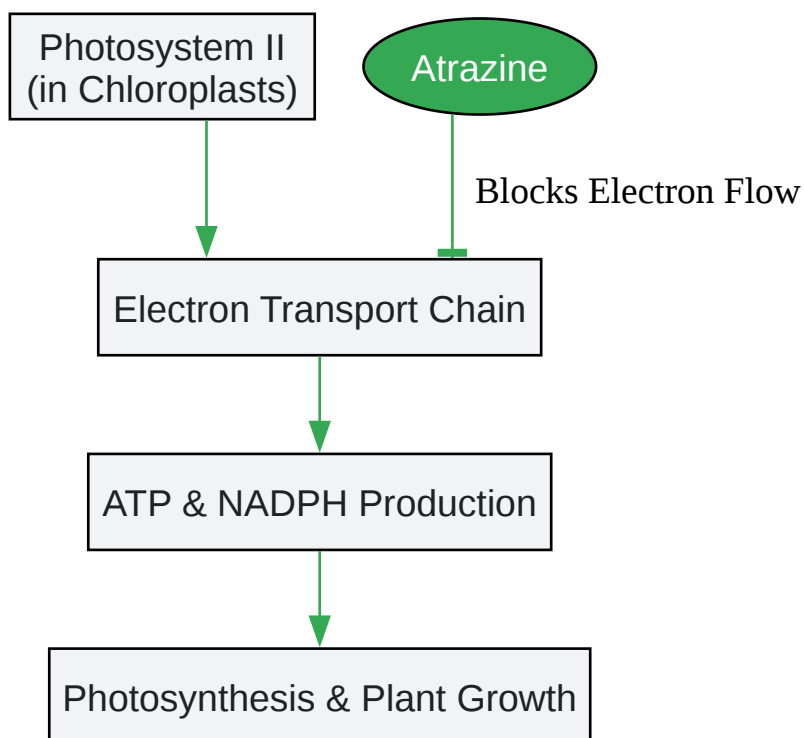 Photosystem II
(in Chloroplasts)
Atrazine
Blocks Electron Flow
Electron Transport Chain
ATP & NADPH Production
Photosynthesis & Plant Growth